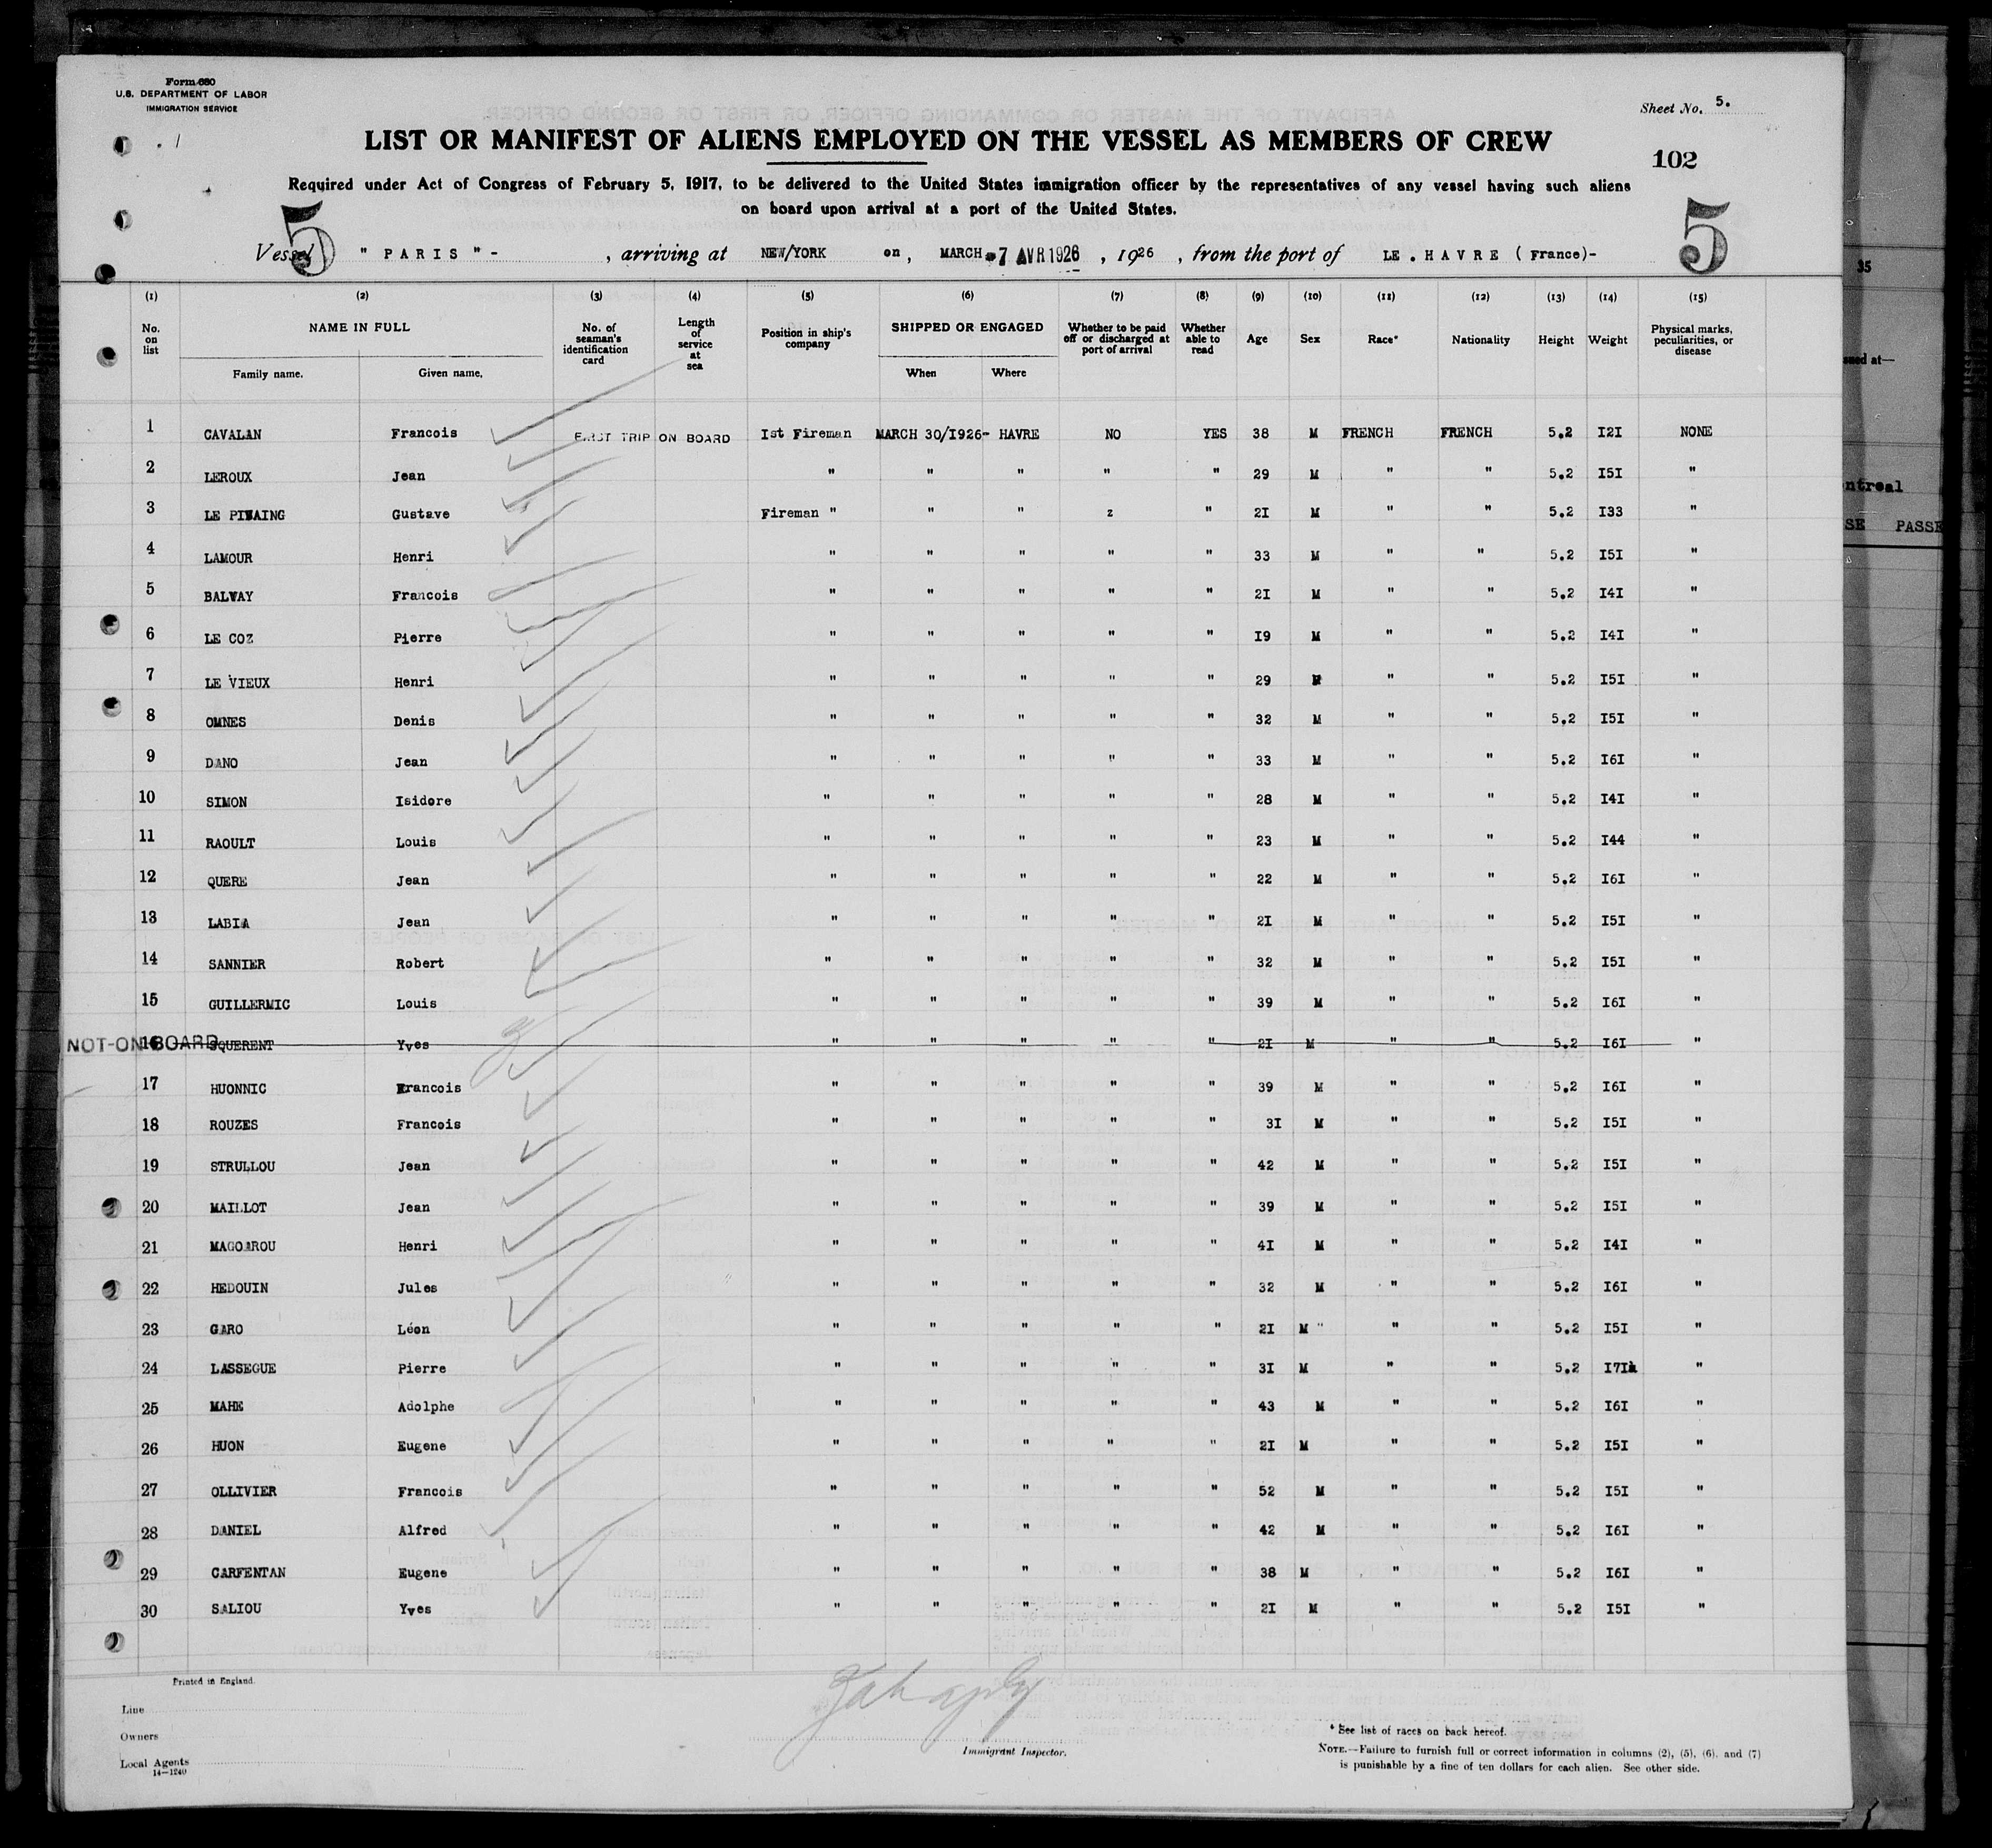 Form 680
U.S. DEPARTMENT OF LABOR
IMMIGRATION SERVICE
Sheet No. 5.
LIST OR MANIFEST OF ALIENS EMPLOYED ON THE VESSEL AS MEMBERS OF CREW
102
Required under Act of Congress of February 5, 1917, to be delivered to the United States immigration officer by the representatives of any vessel having such aliens
on board upon arrival at a port of the United States.
5 5
Vessel " PARIS "- , arriving at NEW/YORK on, MARCH 7 AVR 1926 , 1926 , from the port of LE . HAVRE ( France)-
(1) (2) (3) (4) (5) (6) (7) (8) (9) (10) (11) (12) (13) (14) (15)
No. on list NAME IN FULL No. of seaman's identification card Length of service at sea Position in ship's company SHIPPED OR ENGAGED Whether to be paid off or discharged at port of arrival Whether able to read Age Sex Race* Nationality Height Weight Physical marks, peculiarities, or disease
Family name. Given name. When Where
1 CAVALAN Francois FIRST TRIP ON BOARD Ist Fireman MARCH 30/I926- HAVRE NO YES 38 M FRENCH FRENCH 5.2 I2I NONE
2 LEROUX Jean " " " " " 29 M " " 5.2 I5I "
3 LE Gustave Fireman " " " z " 2I M " " 5.2 I33 "
4 LAMOUR Henri " " " " " 33 M " " 5.2 I5I "
5 BALWAY Francois " " " " " 2I M " " 5.2 I4I "
6 LE COZ Pierre " " " " " I9 M " " 5.2 I4I "
7 LE VIEUX Henri " " " " " 29 M " " 5.2 I5I "
8 OMNES Denis " " " " " 32 M " " 5.2 I5I "
9 DANO Jean " " " " " 33 M " " 5.2 I6I "
10 SIMON Isidore " " " " " 28 M " " 5.2 I4I "
11 RAOULT Louis " " " " " 23 M " " 5.2 I44 "
12 QUERE Jean " " " " " 22 M " " 5.2 I6I "
13 LABIA Jean " " " " " 2I M " " 5.2 I5I "
14 SANNIER Robert " " " " " 32 M " " 5.2 I5I "
15 GUILLERMIC Louis " " " " " 39 M " " 5.2 I6I "
NOT-ON-BOARD 16 SQUERENT Yves " " " " " 2I M " " 5.2 I6I "
17 HUONNIC Francois " " " " " 39 M " " 5.2 I6I "
18 ROUZES Francois " " " " " 3I M " " 5.2 I5I "
19 STRULLOU Jean " " " " " 42 M " " 5.2 I5I "
20 MAILLOT Jean " " " " " 39 M " " 5.2 I5I "
21 MAGOAROU Henri " " " " " 4I M " " 5.2 I4I "
22 HEDOUIN Jules " " " " " 32 M " " 5.2 I6I "
23 GARO Léon " " " " " 2I M " " " 5.2 I5I "
24 LASSEGUE Pierre " " " " " 3I M " " 5.2 I7I "
25 MAHE Adolphe " " " " " 43 M " " 5.2 I6I "
26 HUON Eugene " " " " " 2I M " " 5.2 I5I "
27 OLLIVIER Francois " " " " " 52 M " " 5.2 I5I "
28 DANIEL Alfred " " " " " 42 M " " 5.2 I6I "
29 CARFENTAN Eugene " " " " " 38 M " " 5.2 I6I "
30 SALIOU Yves " " " " " 2I M " " 5.2 I5I "
Printed in England.
Line
Owners
Local Agents
14—1240
Immigrant Inspector.
* See list of races on back hereof.
NOTE.—Failure to furnish full or correct information in columns (2), (5), (6), and (7)
is punishable by a fine of ten dollars for each alien. See other side.
35
ntreal
SE PASSE